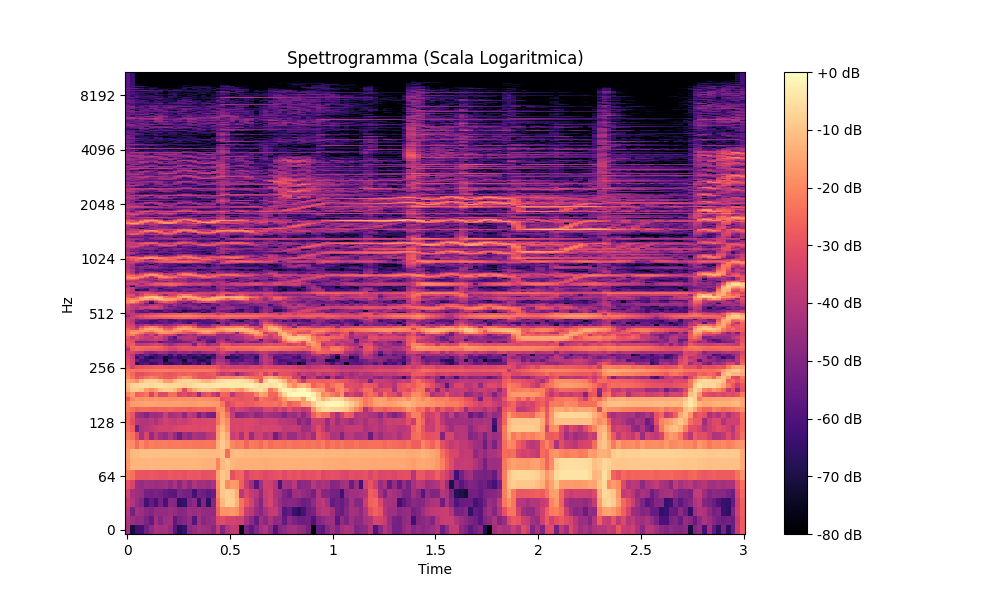 Spettrogramma (Scala Logaritmica)
Hz
8192
4096
2048
1024
512
256
128
64
0
0
0.5
1
1.5
2
2.5
3
Time
+0 dB
-10 dB
-20 dB
-30 dB
-40 dB
-50 dB
-60 dB
-70 dB
-80 dB